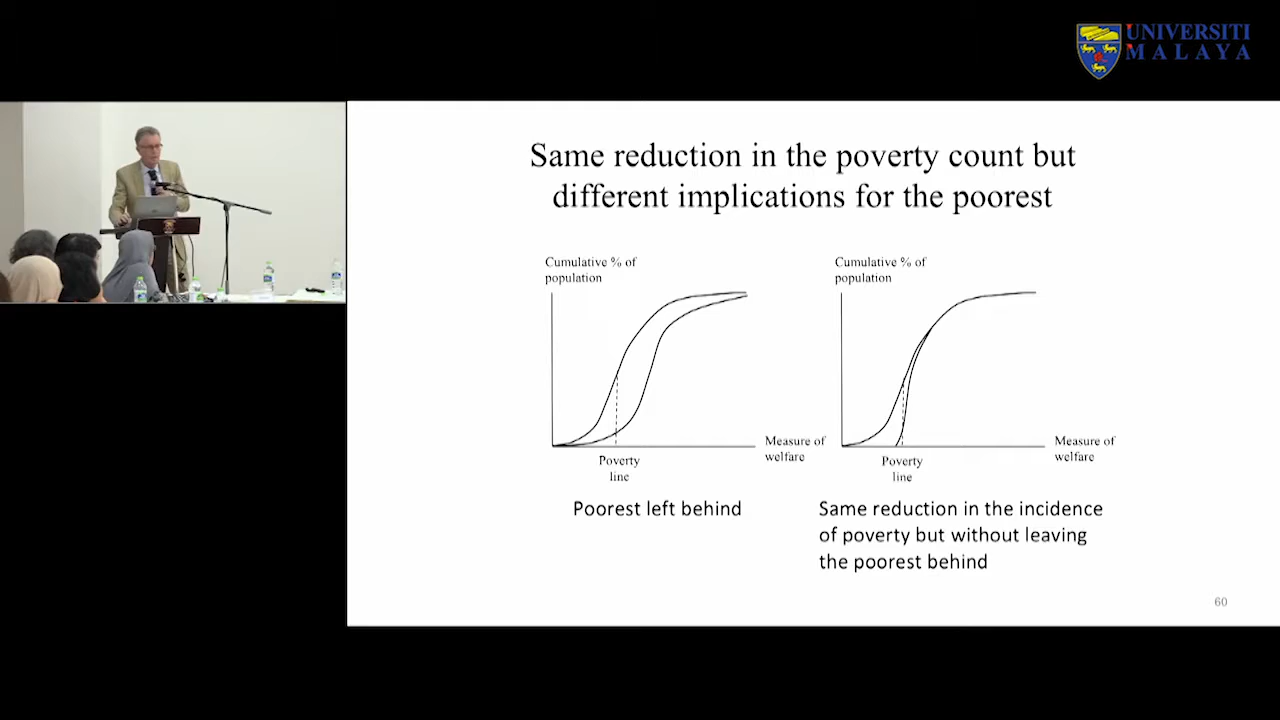 UNIVERSITI
MALAYA
Same reduction in the poverty count but
different implications for the poorest
Cumulative % of
population
Measure of
welfare
Poverty
line
Poorest left behind
Cumulative % of
population
Measure of
welfare
Poverty
line
Same reduction in the incidence
of poverty but without leaving
the poorest behind
60